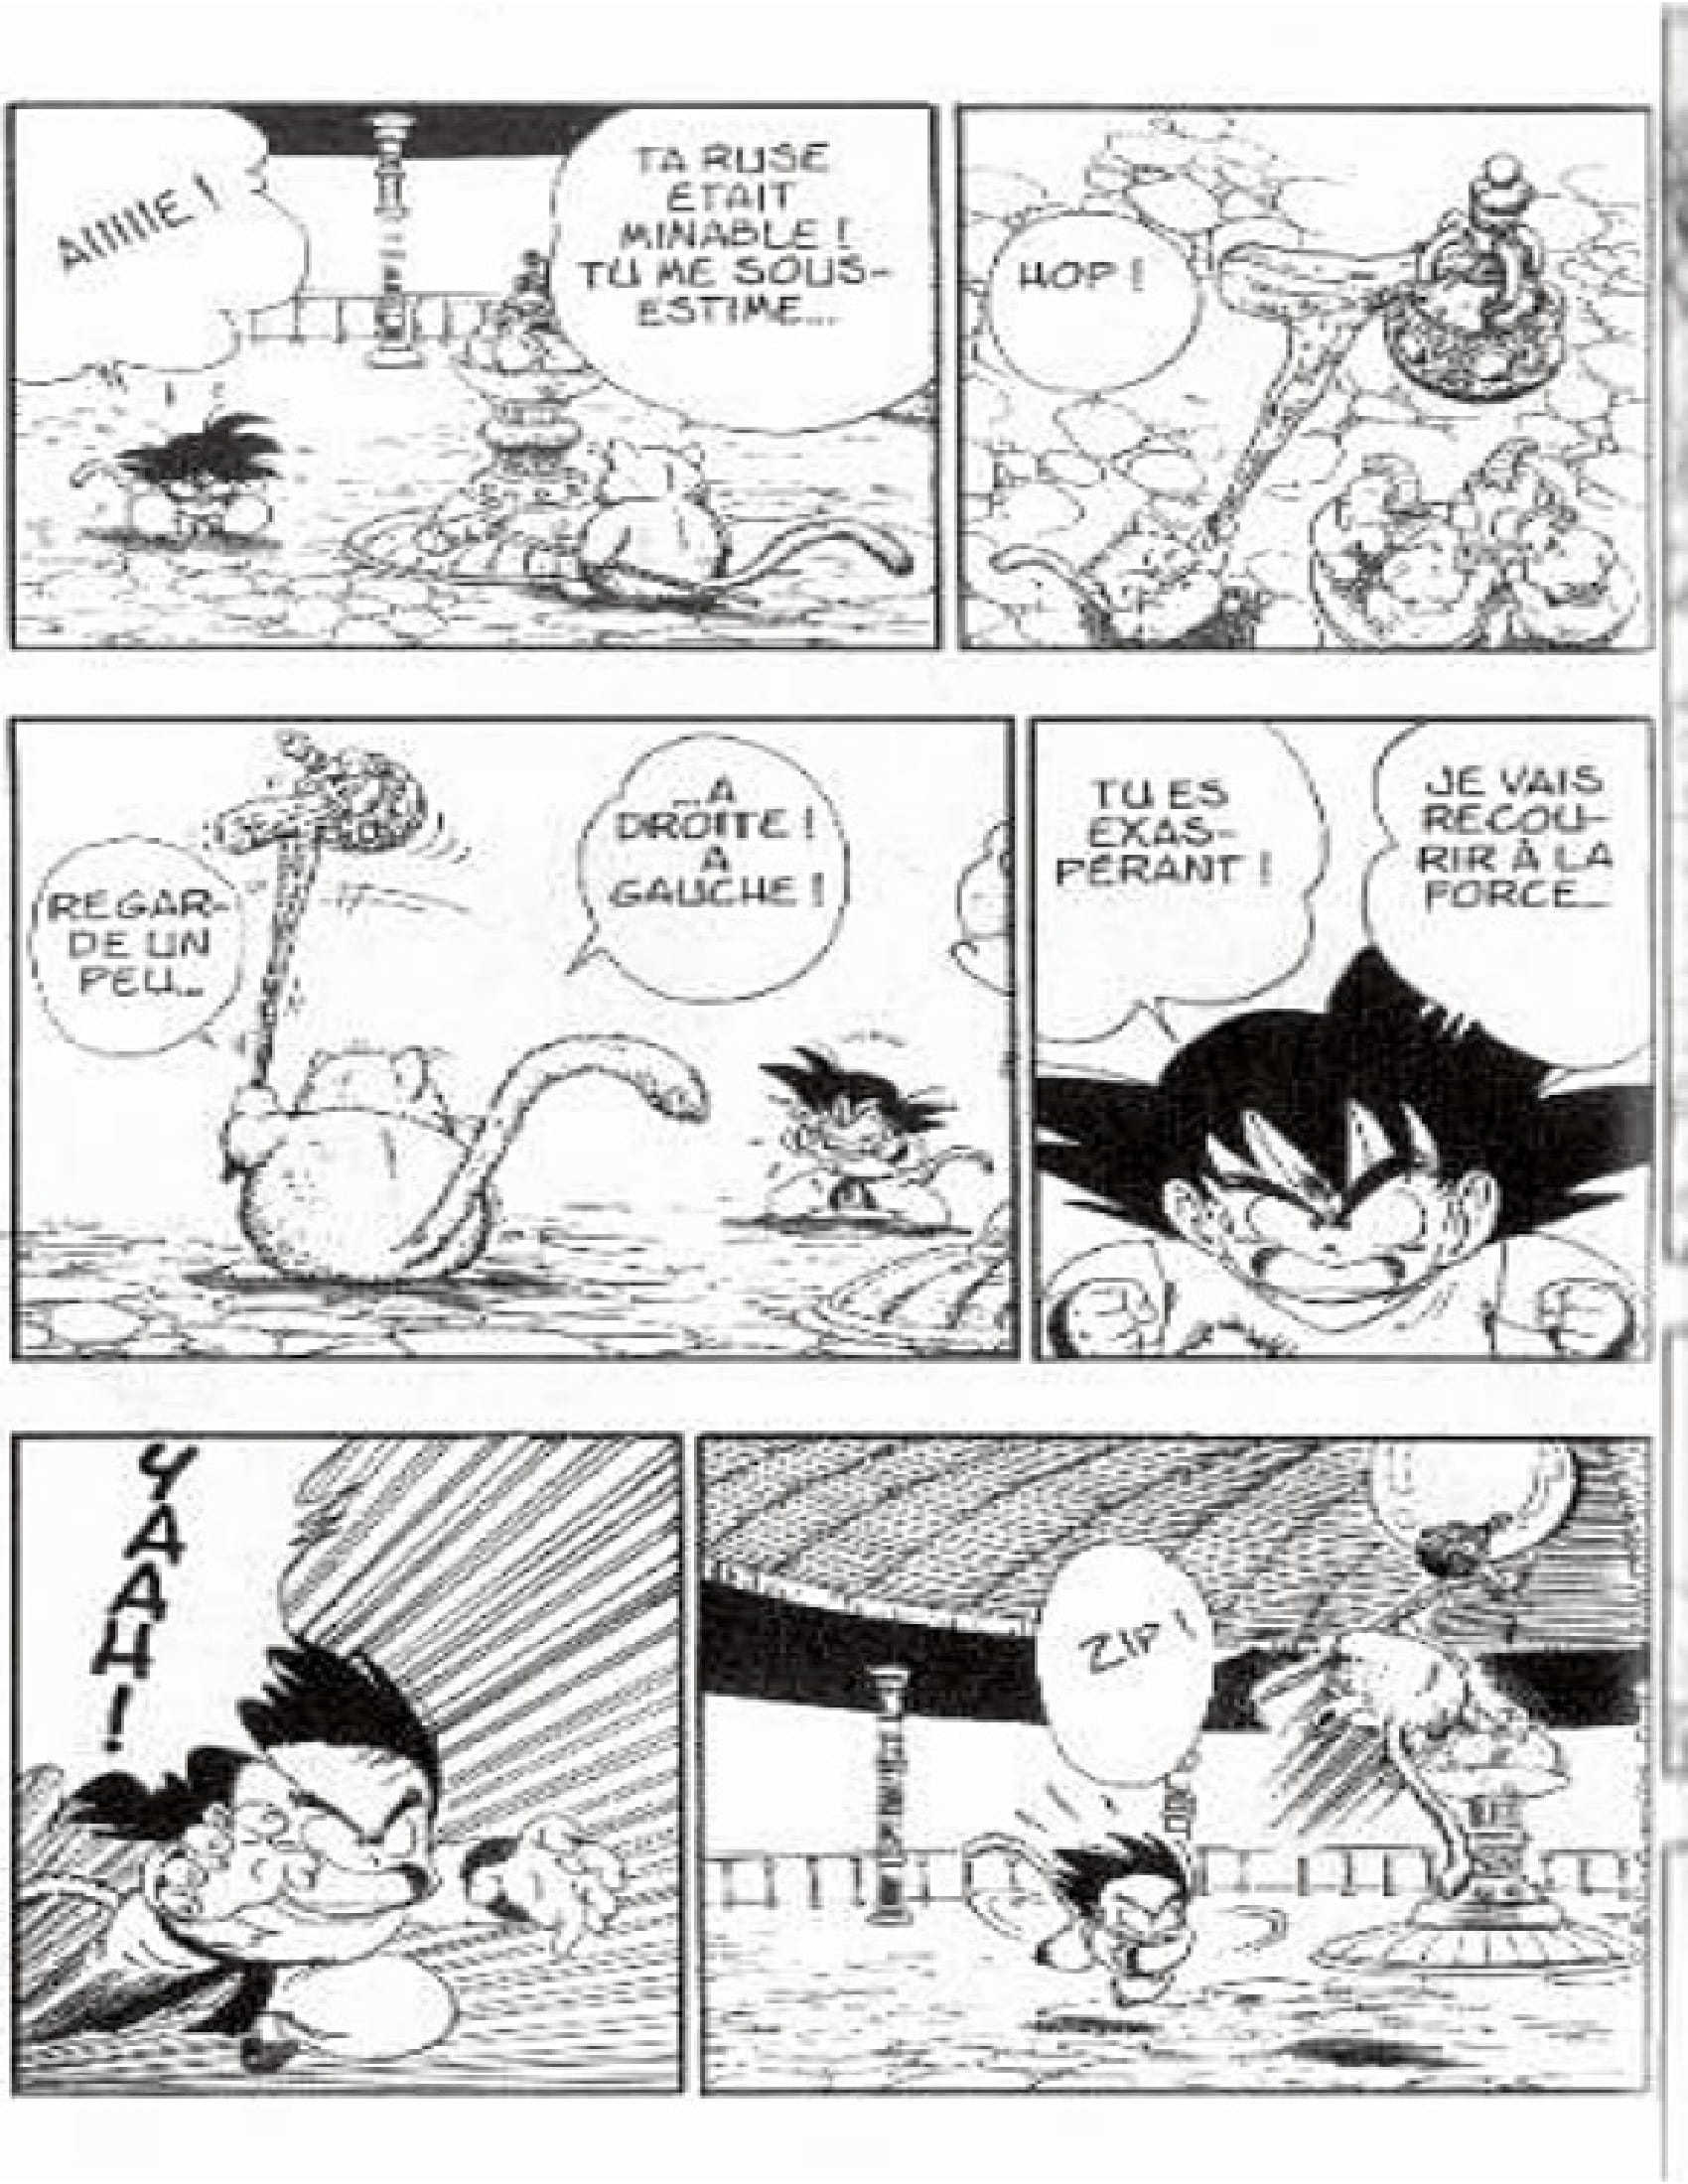 AIIIIIE !
TA RUSE
ETAIT
MINABLE !
TU ME SOUS-
ESTIME...
HOP !
REGAR-
DE UN
PEU...
...A
DROITE !
A
GAUCHE !
TU ES
EXAS-
PERANT !
JE VAIS
RECOU-
RIR À LA
FORCE...
YAAH !
ZIP !